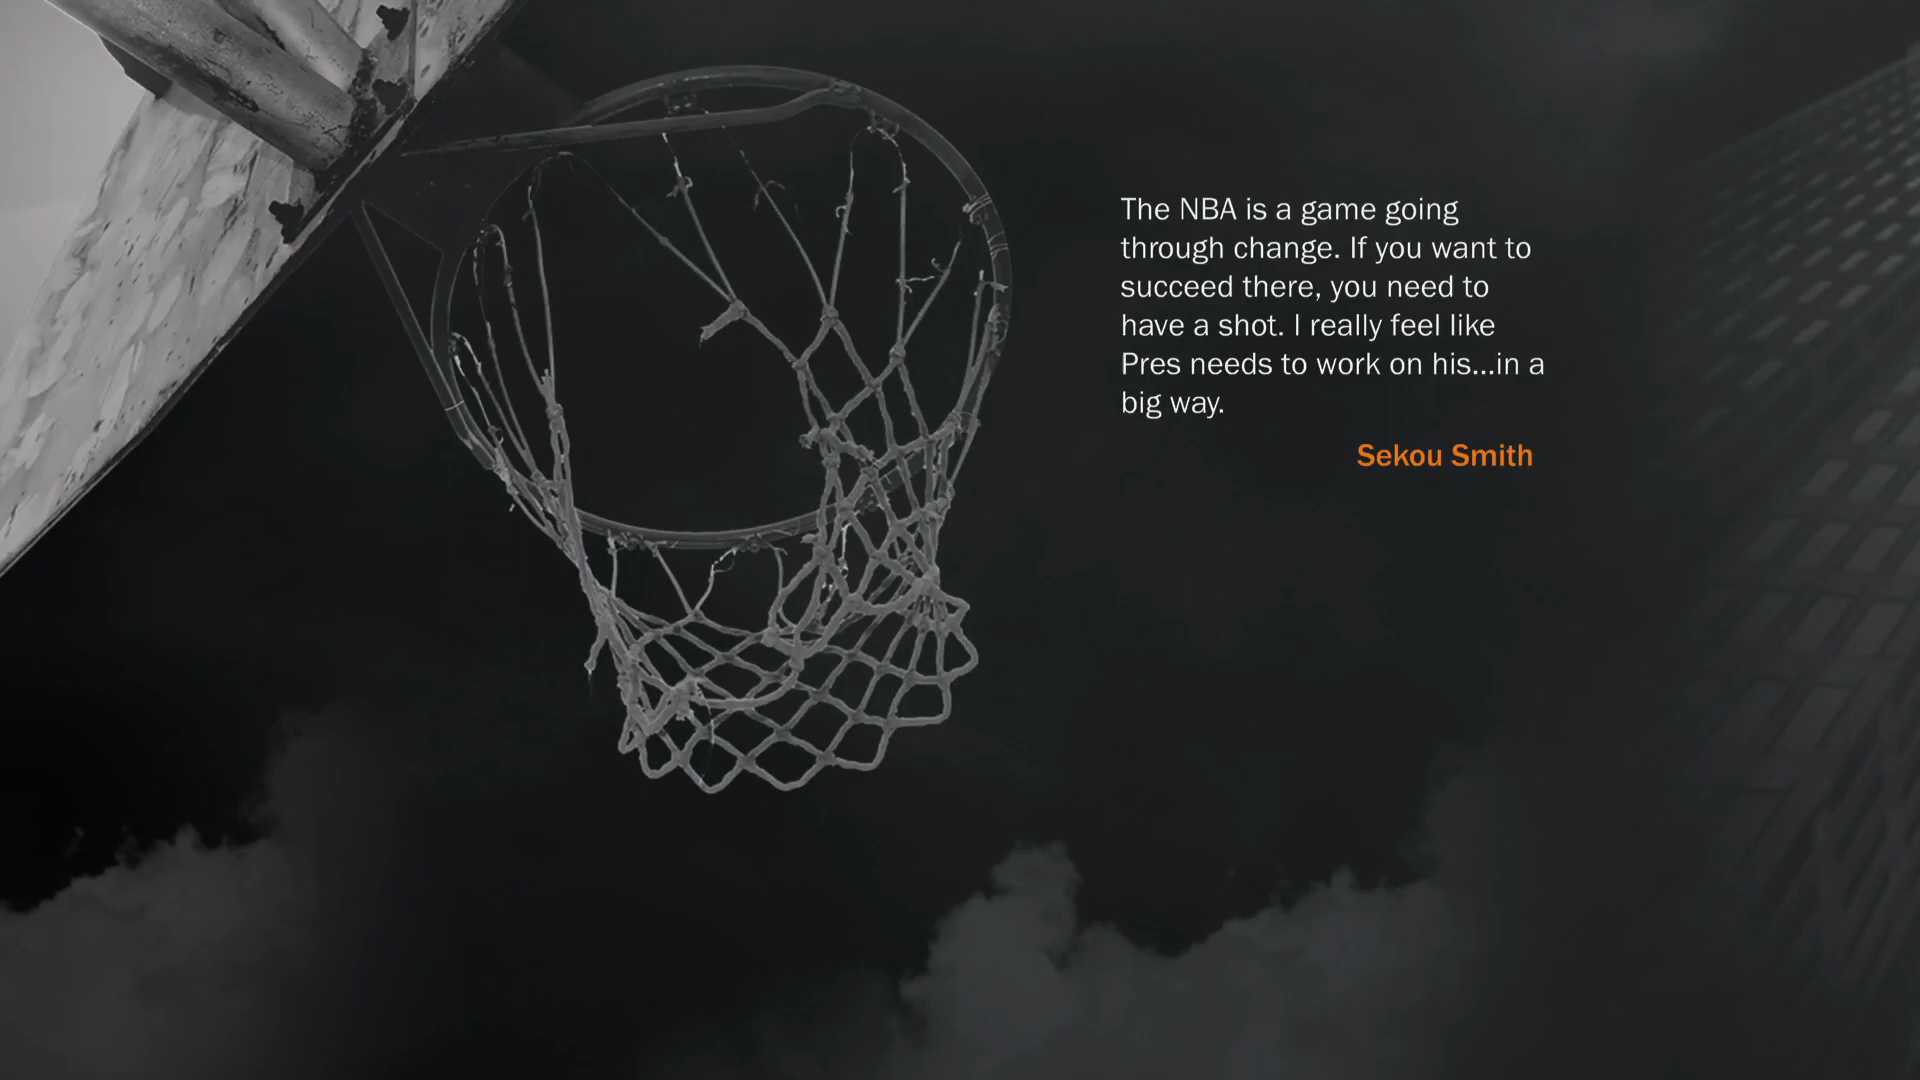 The NBA is a game going
through change. If you want to
succeed there, you need to
have a shot. I really feel like
Pres needs to work on his...in a
big way.
Sekou Smith